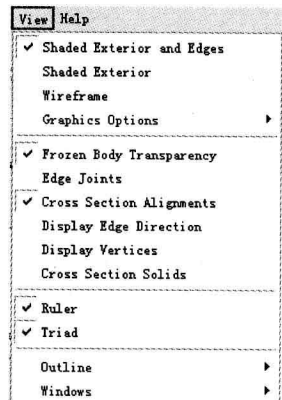 View Help
Shaded Exterior and Edges
Shaded Exterior
Wireframe
Graphics Options
Frozen Body Transparency
Edge Joints
Cross Section Alignments
Display Edge Direction
Display Vertices
Cross Section Solids
Ruler
Triad
Outline
Windows